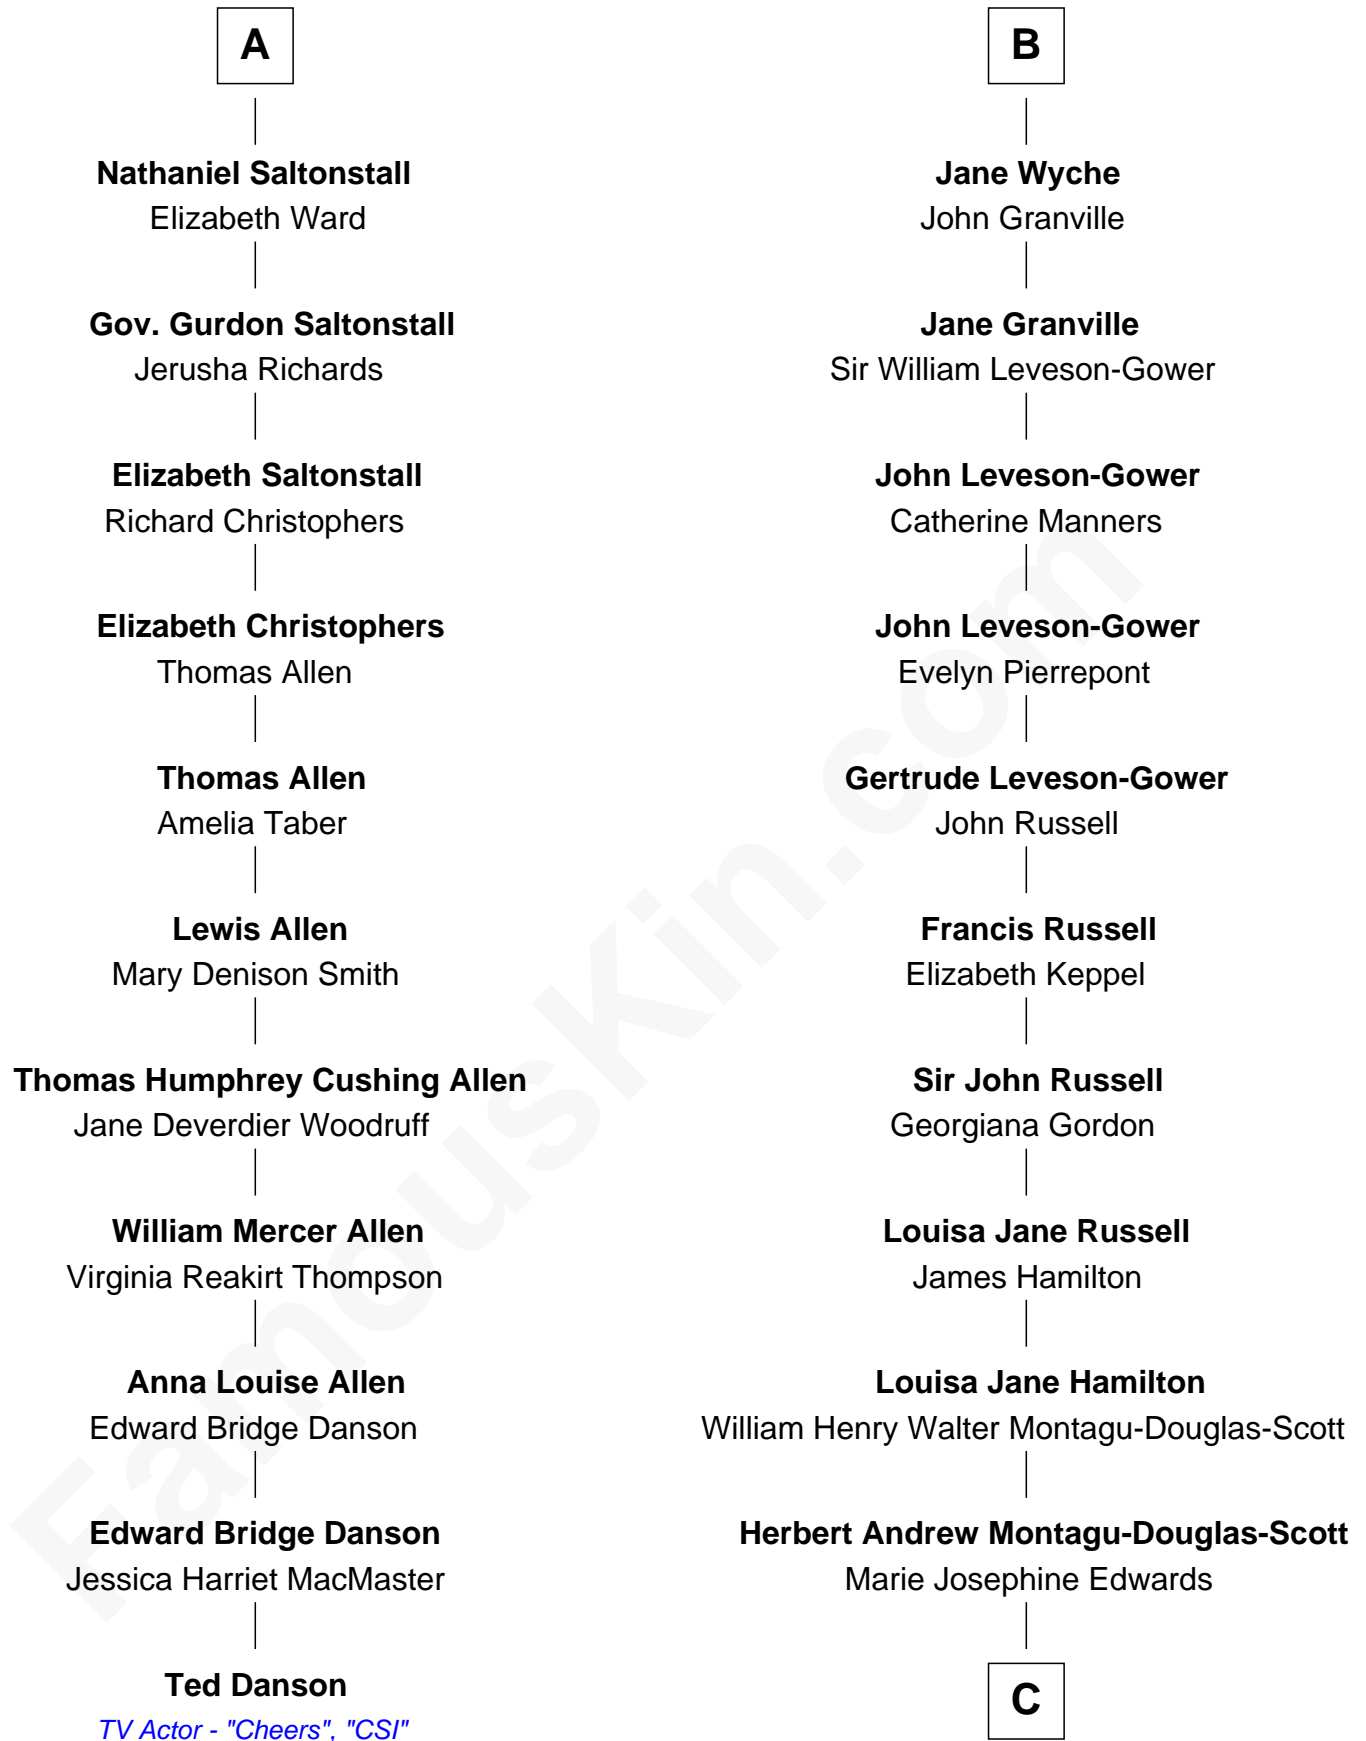 A
Nathaniel Saltonstall
Elizabeth Ward
Gov. Gurdon Saltonstall
Jerusha Richards
Elizabeth Saltonstall
Richard Christophers
Elizabeth Christophers
Thomas Allen
Thomas Allen
Amelia Taber
Lewis Allen
Mary Denison Smith
Thomas Humphrey Cushing Allen
Jane Deverdier Woodruff
William Mercer Allen
Virginia Reakirt Thompson
Anna Louise Allen
Edward Bridge Danson
Edward Bridge Danson
Jessica Harriet MacMaster
Ted Danson
TV Actor - "Cheers", "CSI"
B
Jane Wyche
John Granville
Jane Granville
Sir William Leveson-Gower
John Leveson-Gower
Catherine Manners
John Leveson-Gower
Evelyn Pierrepont
Gertrude Leveson-Gower
John Russell
Francis Russell
Elizabeth Keppel
Sir John Russell
Georgiana Gordon
Louisa Jane Russell
James Hamilton
Louisa Jane Hamilton
William Henry Walter Montagu-Douglas-Scott
Herbert Andrew Montagu-Douglas-Scott
Marie Josephine Edwards
C
FamousKin.com